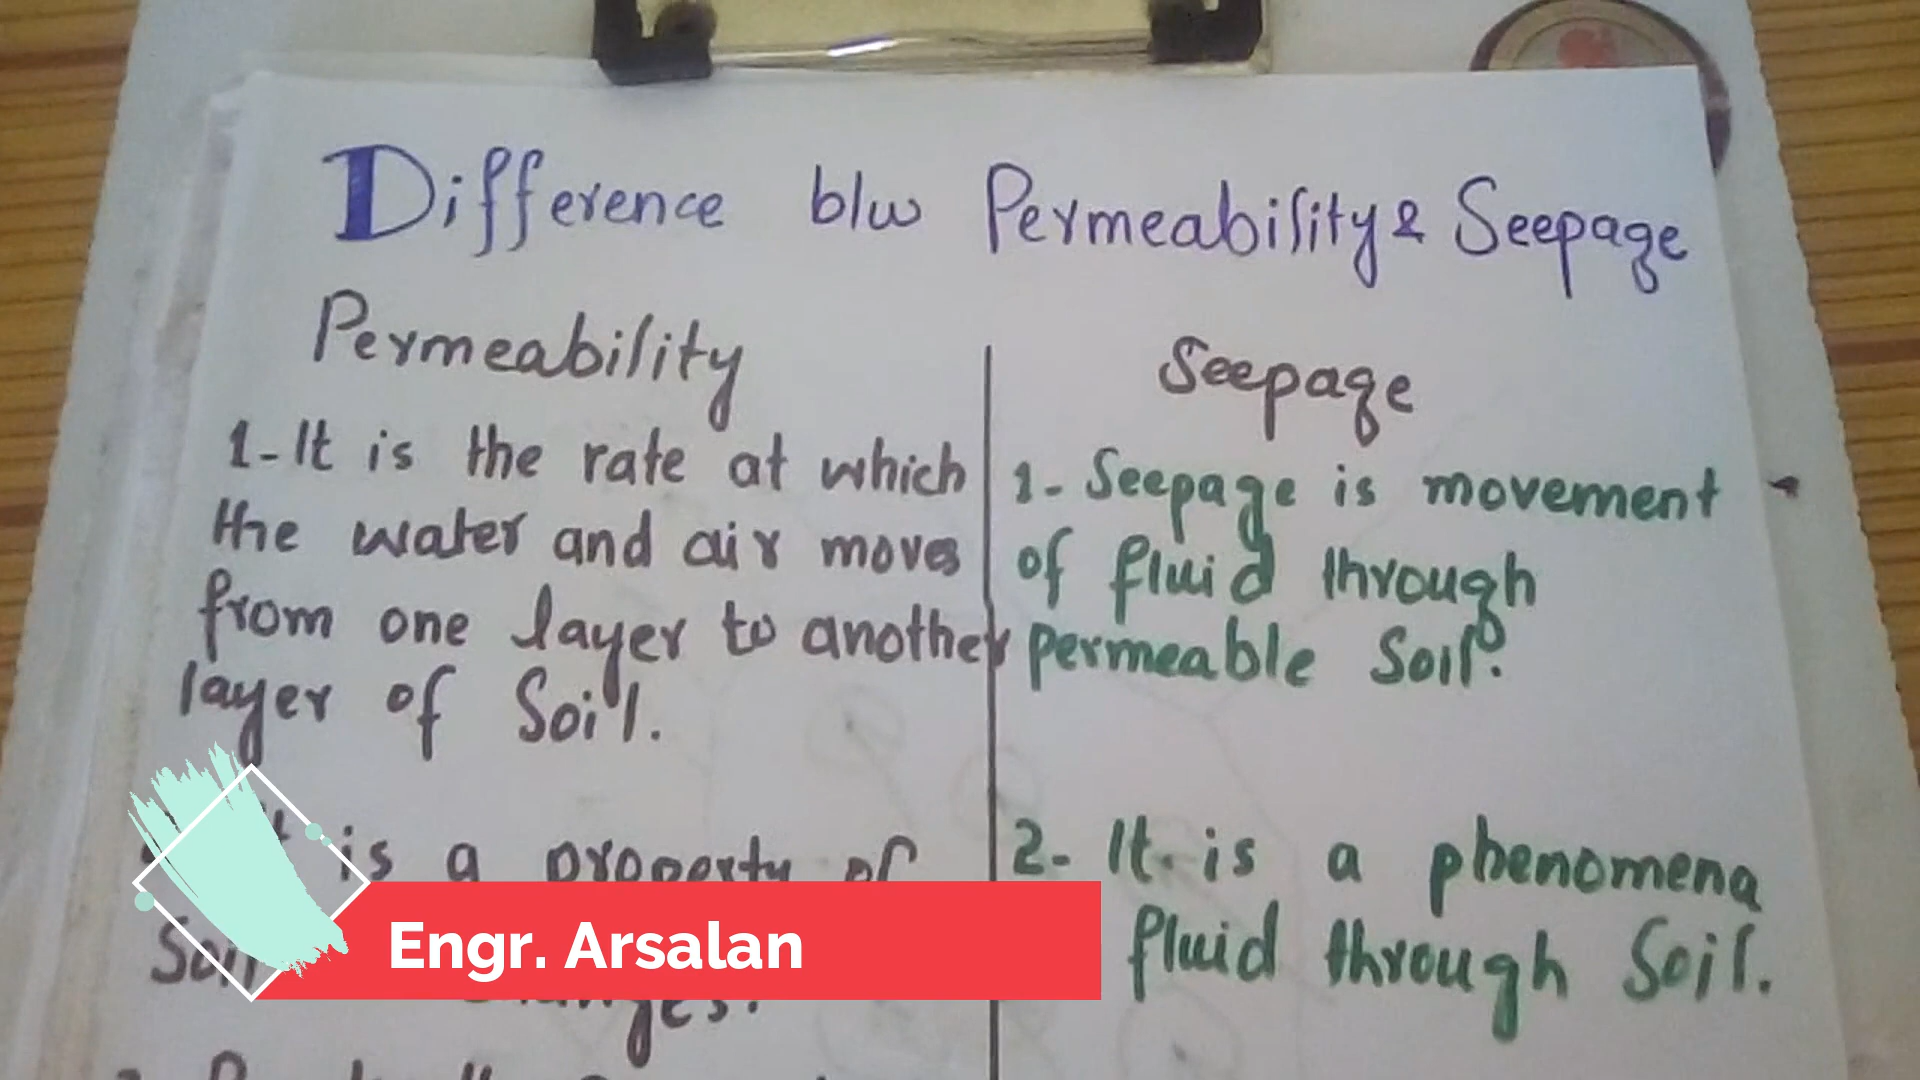 Difference b/w Permeability & Seepage
Permeability
1-It is the rate at which
the water and air moves
from one layer to another
layer of Soil.
is a property of
Soil
Seepage
1- Seepage is movement
of fluid through
permeable Soil.
2- It is a phenomena
fluid through Soil.
Engr. Arsalan